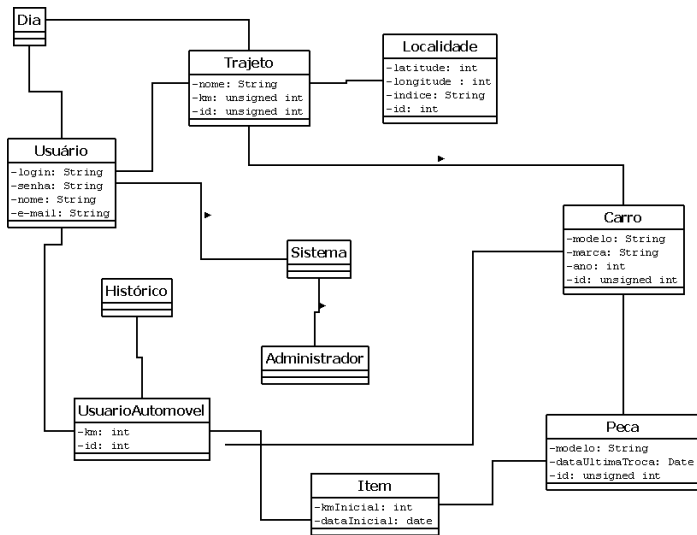 Dia
Trajeto
-nome: String
-km: unsigned int
-id: unsigned int
Localidade
-latitude: int
-longitude : int
-indice: String
-id: int
Usuário
-login: String
-senha: String
-nome: String
-e-mail: String
Carro
-modelo: String
-marca: String
-ano: int
-id: unsigned int
Sistema
Histórico
Administrador
UsuarioAutomovel
-km: int
-id: int
Peca
-modelo: String
-dataUltimaTroca: Date
-id: unsigned int
Item
-kmInicial: int
-dataInicial: date